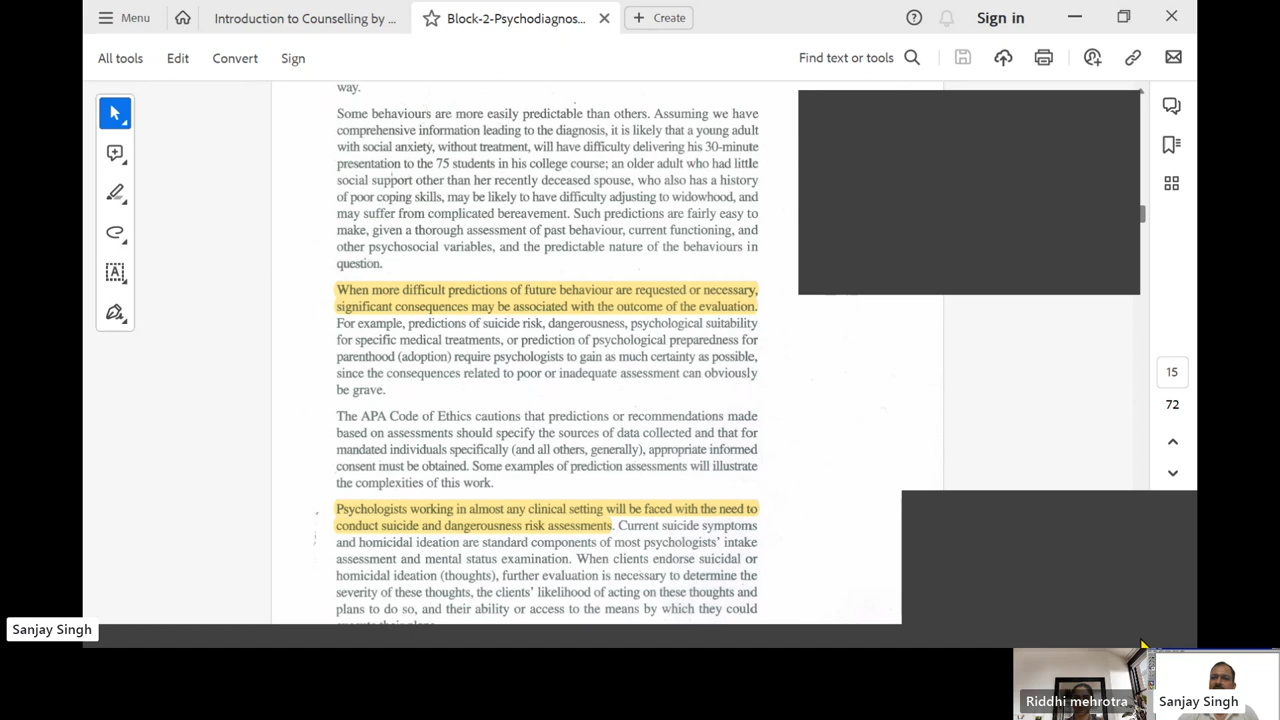 Menu
Introduction to Counselling by ...
Block-2-Psychodiagnos...
Create
Sign in
All tools
Edit
Convert
Sign
Find text or tools
way.
Some behaviours are more easily predictable than others. Assuming we have
comprehensive information leading to the diagnosis, it is likely that a young adult
with social anxiety, without treatment, will have difficulty delivering his 30-minute
presentation to the 75 students in his college course; an older adult who had little
social support other than her recently deceased spouse, who also has a history
of poor coping skills, may be likely to have difficulty adjusting to widowhood, and
may suffer from complicated bereavement. Such predictions are fairly easy to
make, given a thorough assessment of past behaviour, current functioning, and
other psychosocial variables, and the predictable nature of the behaviours in
question.
When more difficult predictions of future behaviour are requested or necessary,
significant consequences may be associated with the outcome of the evaluation.
For example, predictions of suicide risk, dangerousness, psychological suitability
for specific medical treatments, or prediction of psychological preparedness for
parenthood (adoption) require psychologists to gain as much certainty as possible,
since the consequences related to poor or inadequate assessment can obviously
be grave.
The APA Code of Ethics cautions that predictions or recommendations made
based on assessments should specify the sources of data collected and that for
mandated individuals specifically (and all others, generally), appropriate informed
consent must be obtained. Some examples of prediction assessments will illustrate
the complexities of this work.
Psychologists working in almost any clinical setting will be faced with the need to
conduct suicide and dangerousness risk assessments. Current suicide symptoms
and homicidal ideation are standard components of most psychologists' intake
assessment and mental status examination. When clients endorse suicidal or
homicidal ideation (thoughts), further evaluation is necessary to determine the
severity of these thoughts, the clients' likelihood of acting on these thoughts and
plans to do so, and their ability or access to the means by which they could
15
72
Sanjay Singh
Riddhi mehrotra
Sanjay Singh